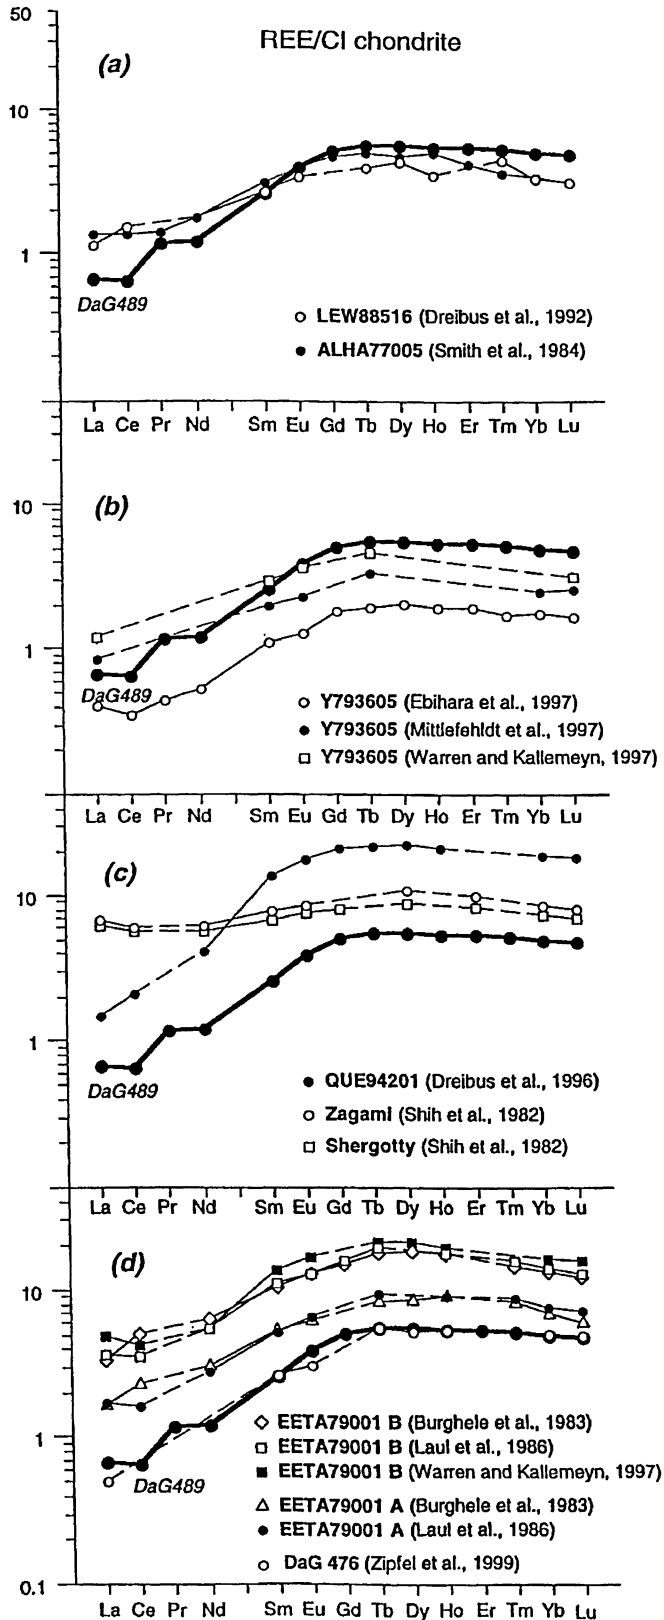 50
REE/CI chondrite
(a)
10
1
DaG489
LEW88516 (Dreibus et al., 1992)
ALHA77005 (Smith et al., 1984)
La Ce Pr Nd Sm Eu Gd Tb Dy Ho Er Tm Yb Lu
(b)
10
1
DaG489
Y793605 (Ebihara et al., 1997)
Y793605 (Mittlefehldt et al., 1997)
Y793605 (Warren and Kallemeyn, 1997)
La Ce Pr Nd Sm Eu Gd Tb Dy Ho Er Tm Yb Lu
(c)
10
1
DaG489
QUE94201 (Dreibus et al., 1996)
Zagami (Shih et al., 1982)
Shergotty (Shih et al., 1982)
La Ce Pr Nd Sm Eu Gd Tb Dy Ho Er Tm Yb Lu
(d)
10
1
DaG489
EETA79001 B (Burghele et al., 1983)
EETA79001 B (Laul et al., 1986)
EETA79001 B (Warren and Kallemeyn, 1997)
EETA79001 A (Burghele et al., 1983)
EETA79001 A (Laul et al., 1986)
DaG 476 (Zipfel et al., 1999)
0.1
La Ce Pr Nd Sm Eu Gd Tb Dy Ho Er Tm Yb Lu